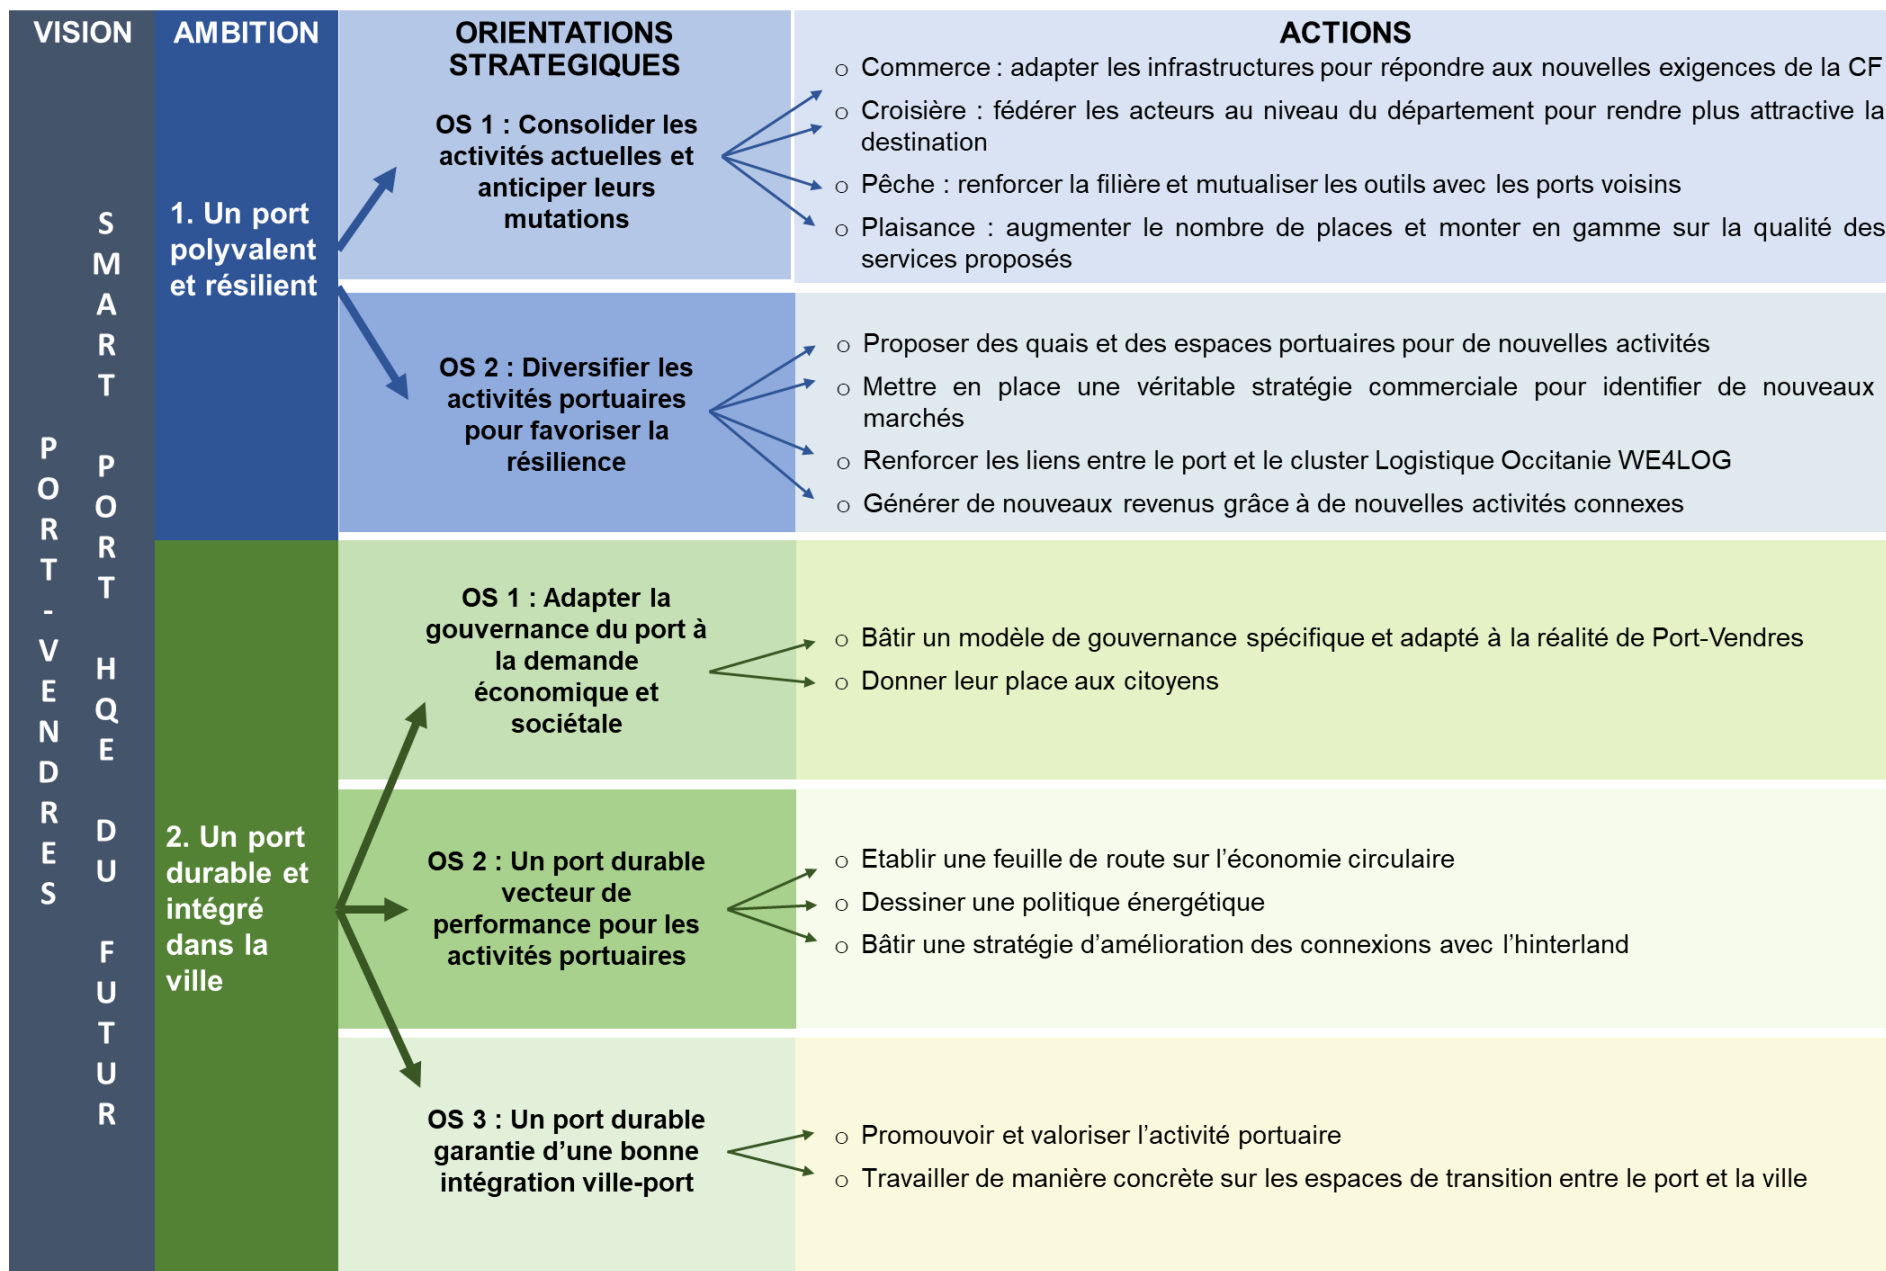 VISION
AMBITION
ORIENTATIONS
STRATEGIQUES
ACTIONS
PORT-VENDRES
SMART PORT HQE DU FUTUR
1. Un port
polyvalent
et résilient
OS 1 : Consolider les
activités actuelles et
anticiper leurs
mutations
o Commerce : adapter les infrastructures pour répondre aux nouvelles exigences de la CF
o Croisière : fédérer les acteurs au niveau du département pour rendre plus attractive la
destination
o Pêche : renforcer la filière et mutualiser les outils avec les ports voisins
o Plaisance : augmenter le nombre de places et monter en gamme sur la qualité des
services proposés
OS 2 : Diversifier les
activités portuaires
pour favoriser la
résilience
o Proposer des quais et des espaces portuaires pour de nouvelles activités
o Mettre en place une véritable stratégie commerciale pour identifier de nouveaux
marchés
o Renforcer les liens entre le port et le cluster Logistique Occitanie WE4LOG
o Générer de nouveaux revenus grâce à de nouvelles activités connexes
2. Un port
durable et
intégré
dans la
ville
OS 1 : Adapter la
gouvernance du port à
la demande
économique et
sociétale
o Bâtir un modèle de gouvernance spécifique et adapté à la réalité de Port-Vendres
o Donner leur place aux citoyens
OS 2 : Un port durable
vecteur de
performance pour les
activités portuaires
o Etablir une feuille de route sur l’économie circulaire
o Dessiner une politique énergétique
o Bâtir une stratégie d’amélioration des connexions avec l’hinterland
OS 3 : Un port durable
garantie d’une bonne
intégration ville-port
o Promouvoir et valoriser l’activité portuaire
o Travailler de manière concrète sur les espaces de transition entre le port et la ville